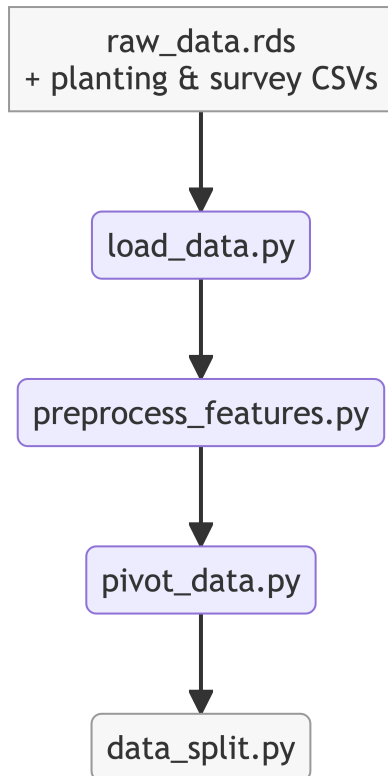 raw_data.rds
+ planting & survey CSVs
load_data.py
preprocess_features.py
pivot_data.py
data_split.py